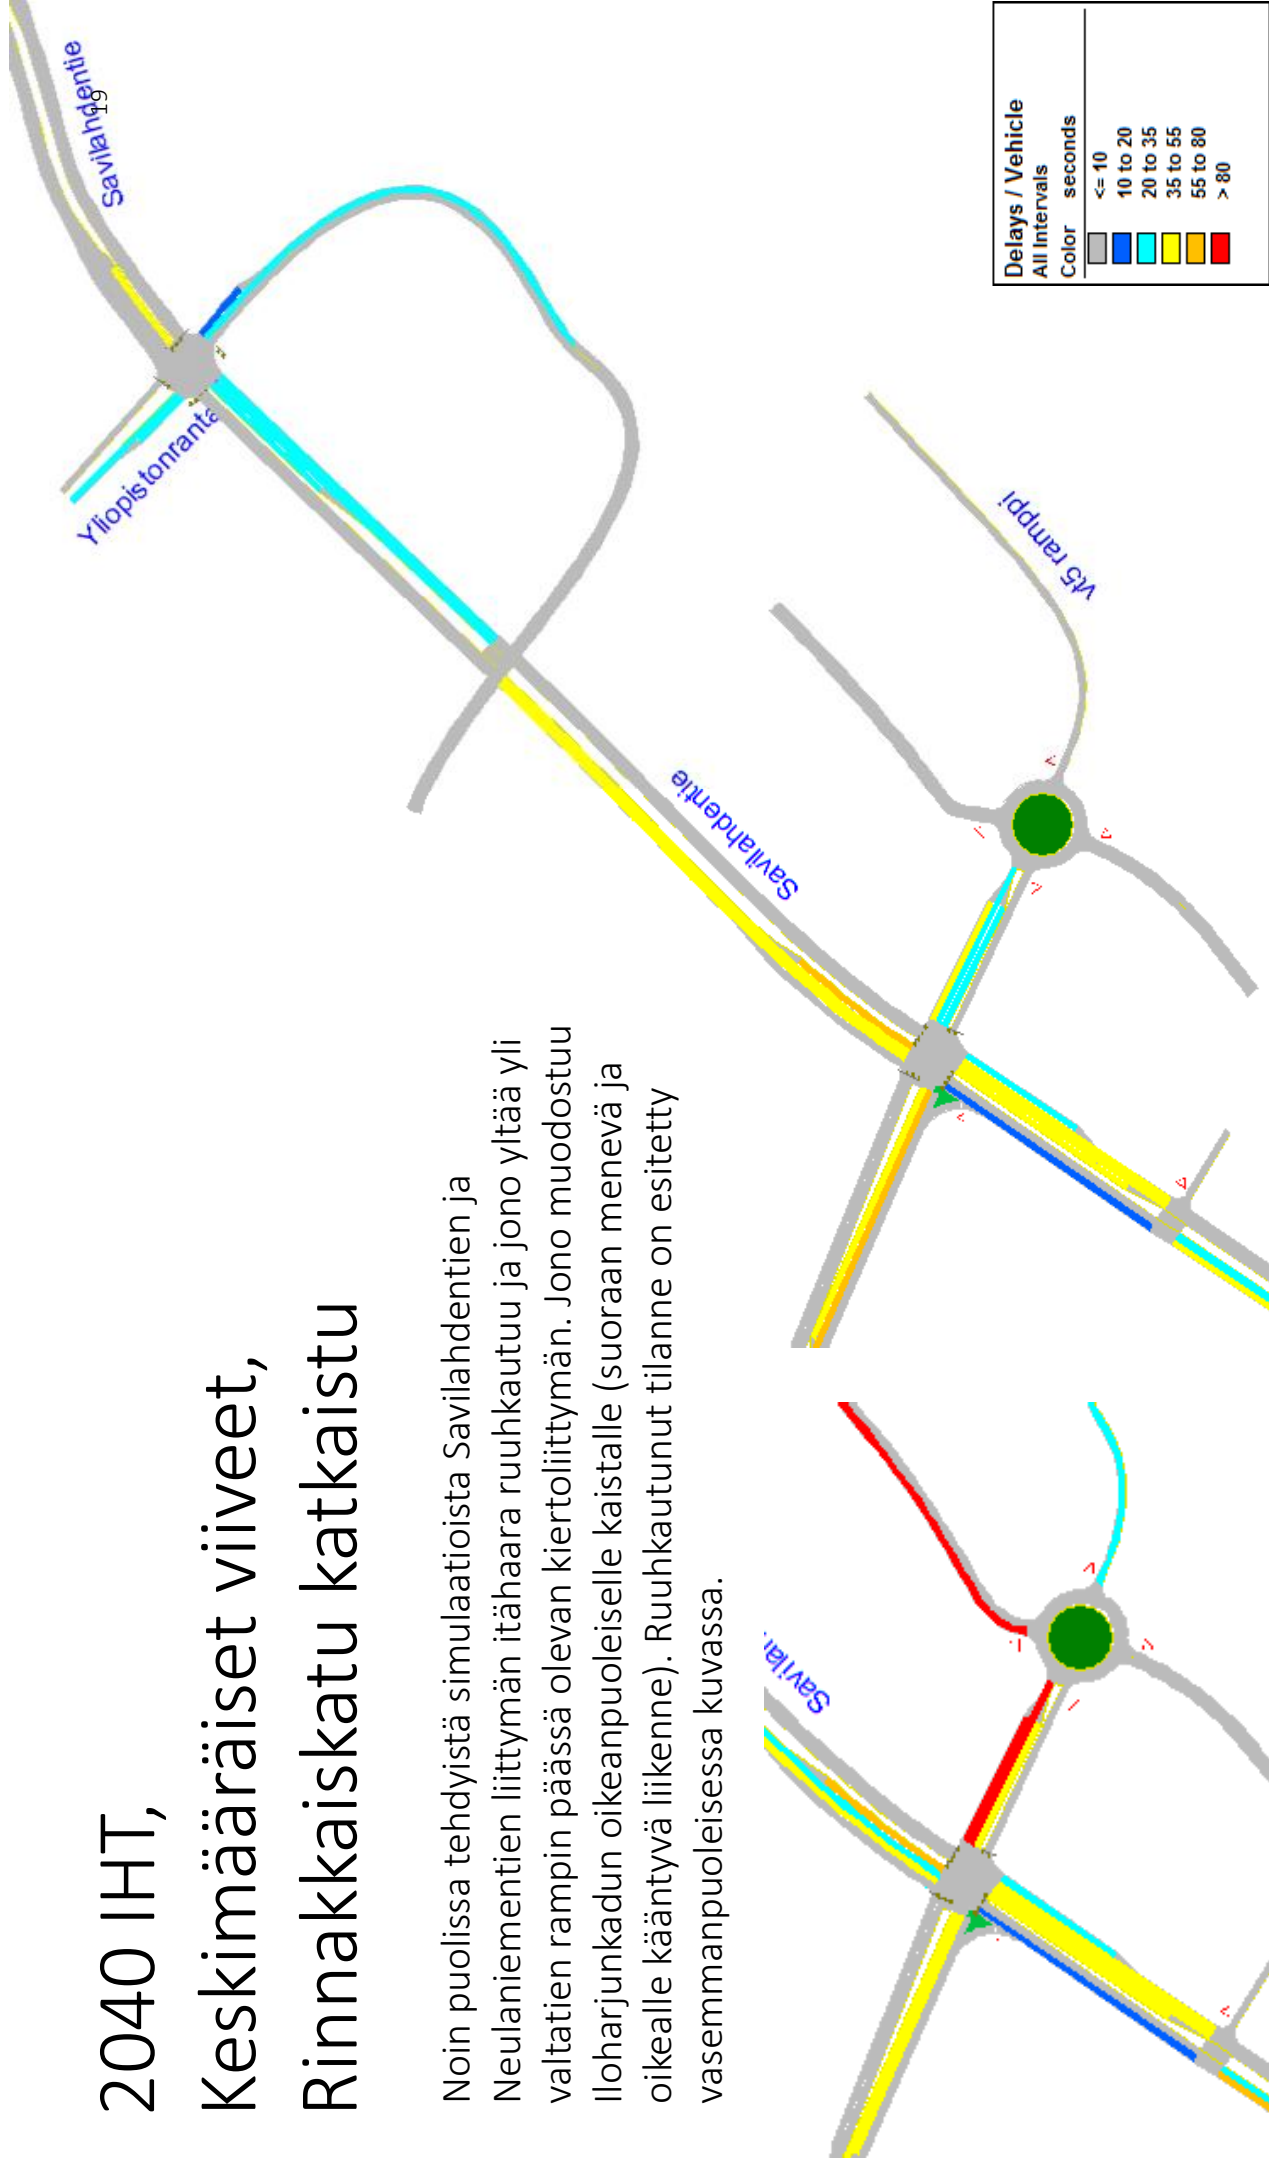 2040 IHT,
Keskimääräiset viiveet,
Rinnakkaiskatu katkaistu
Noin puolissa tehdyistä simulaatioista Savilahdentien ja
Neulaniementien liittymän itähaara ruuhkautuu ja jono yltää yli
valtatien rampin päässä olevan kiertoliittymän. Jono muodostuu
Iloharjunkadun oikeanpuoleiselle kaistalle (suoraan menevä ja
oikealle kääntyvä liikenne). Ruuhkautunut tilanne on esitetty
vasemmanpuoleisessa kuvassa.
Savilahdentie
19
Yliopistonranta
Savilahdentie
vt5 ramppi
Savilah
Delays / Vehicle
All Intervals
Color seconds
<= 10
10 to 20
20 to 35
35 to 55
55 to 80
> 80